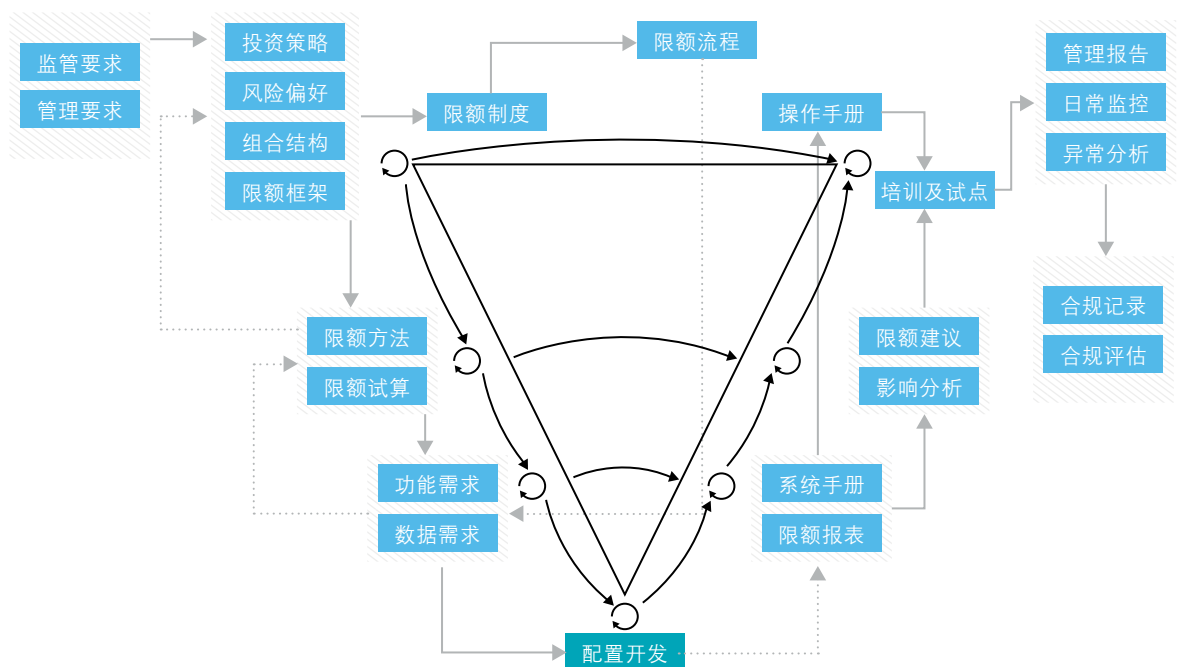 监管要求
管理要求
投资策略
风险偏好
组合结构
限额框架
限额制度
限额流程
操作手册
培训及试点
管理报告
日常监控
异常分析
合规记录
合规评估
限额方法
限额试算
限额建议
影响分析
功能需求
数据需求
系统手册
限额报表
配置开发